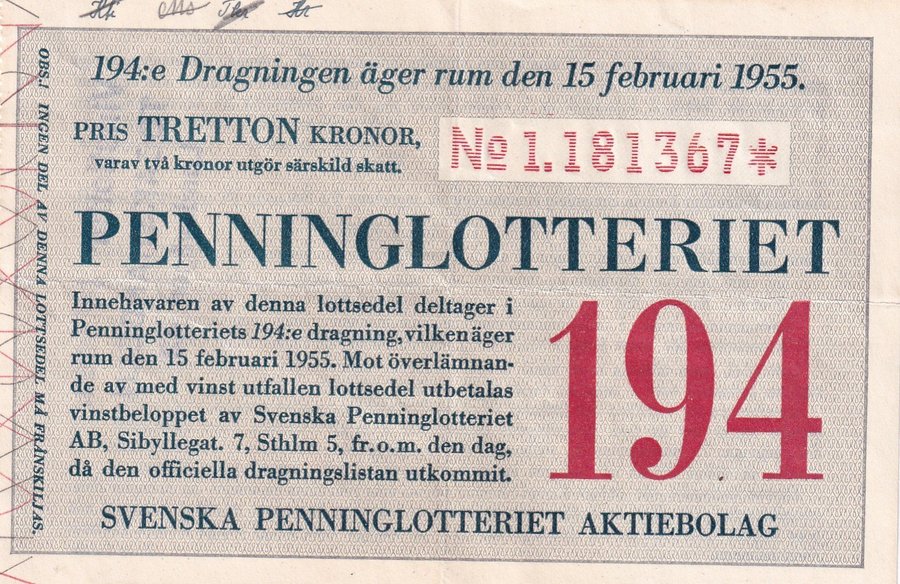 194:e Dragningen äger rum den 15 februari 1955.
PRIS TRETTON KRONOR,
varav två kronor utgör särskild skatt.
No 1.181367*
PENNINGLOTTERIET
Innehavaren av denna lottsedel deltager i
Penninglotteriets 194:e dragning, vilken äger
rum den 15 februari 1955. Mot överlämnan-
de av med vinst utfallen lottsedel utbetalas
vinstbeloppet av Svenska Penninglotteriet
AB, Sibyllegat. 7, Sthlm 5, fr.o.m. den dag,
då den officiella dragningslistan utkommit.
194
SVENSKA PENNINGLOTTERIET AKTIEBOLAG
OBS.! INGEN DEL AV DENNA LOTTSEDEL MÅ FRÅNSKILJAS.